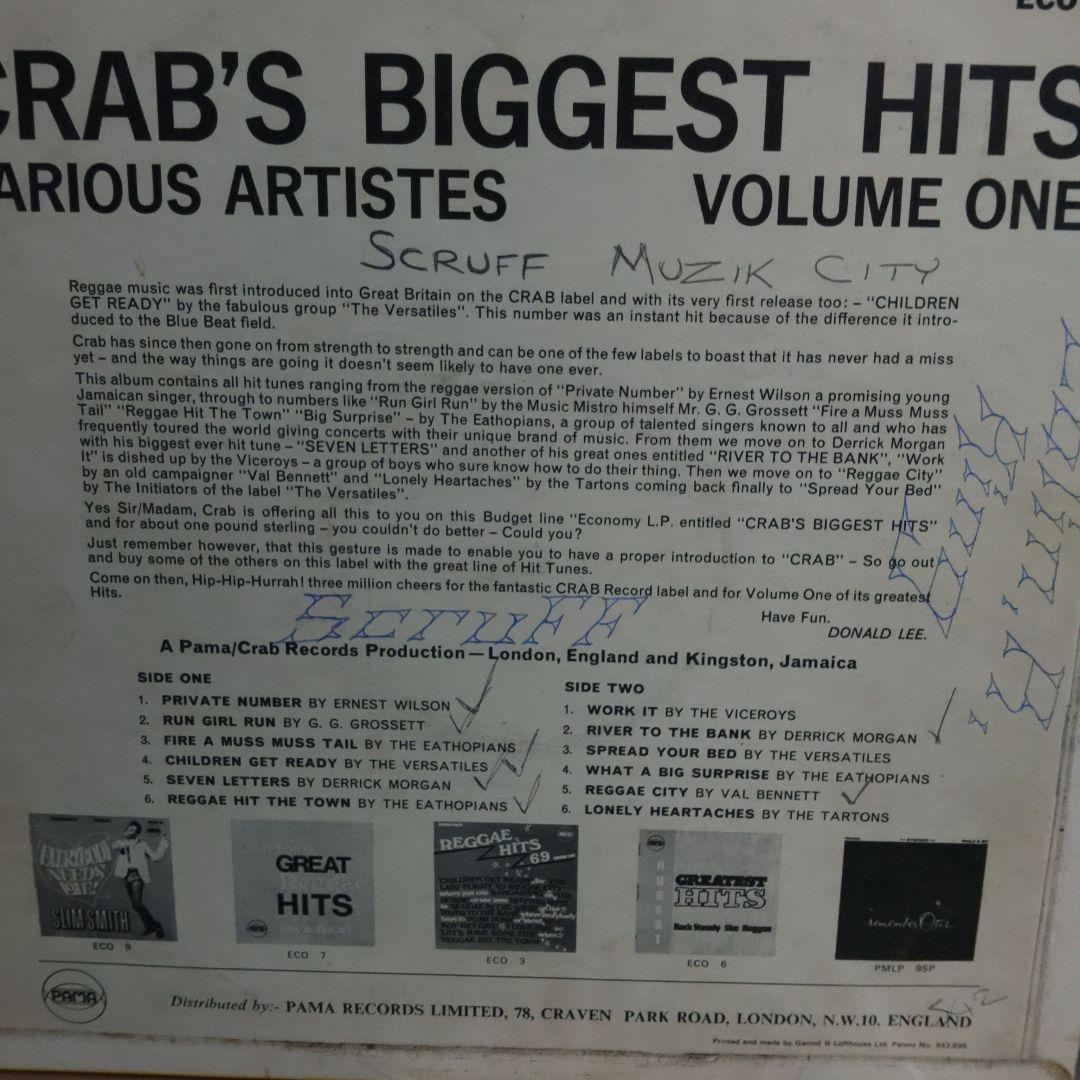 ECO
CRAB'S BIGGEST HITS
VARIOUS ARTISTES VOLUME ONE
SCRUFF MUZIK CITY
Reggae music was first introduced into Great Britain on the CRAB label and with its very first release too: – "CHILDREN
GET READY" by the fabulous group "The Versatiles". This number was an instant hit because of the difference it intro-
duced to the Blue Beat field.
Crab has since then gone on from strength to strength and can be one of the few labels to boast that it has never had a miss
yet – and the way things are going it doesn't seem likely to have one ever.
This album contains all hit tunes ranging from the reggae version of "Private Number" by Ernest Wilson a promising young
Jamaican singer, through to numbers like "Run Girl Run" by the Music Mistro himself Mr. G. G. Grossett "Fire a Muss Muss
Tail" "Reggae Hit The Town" "Big Surprise" – by The Eathopians, a group of talented singers known to all and who has
frequently toured the world giving concerts with their unique brand of music. From them we move on to Derrick Morgan
with his biggest ever hit tune – "SEVEN LETTERS" and another of his great ones entitled "RIVER TO THE BANK", "Work
It" is dished up by the Viceroys – a group of boys who sure know how to do their thing. Then we move on to "Reggae City"
by an old campaigner "Val Bennett" and "Lonely Heartaches" by the Tartons coming back finally to "Spread Your Bed"
by The Initiators of the label "The Versatiles".
Yes Sir/Madam, Crab is offering all this to you on this Budget line "Economy L.P. entitled "CRAB'S BIGGEST HITS"
and for about one pound sterling – you couldn't do better – Could you?
Just remember however, that this gesture is made to enable you to have a proper introduction to "CRAB" – So go out
and buy some of the others on this label with the great line of Hit Tunes.
Come on then, Hip-Hip-Hurrah! three million cheers for the fantastic CRAB Record label and for Volume One of its greatest
Hits.
Have Fun.
DONALD LEE.
Scruff
A Pama/Crab Records Production — London, England and Kingston, Jamaica
SIDE ONE
1. PRIVATE NUMBER BY ERNEST WILSON
2. RUN GIRL RUN BY G. G. GROSSETT
3. FIRE A MUSS MUSS TAIL BY THE EATHOPIANS
4. CHILDREN GET READY BY THE VERSATILES
5. SEVEN LETTERS BY DERRICK MORGAN
6. REGGAE HIT THE TOWN BY THE EATHOPIANS
SIDE TWO
1. WORK IT BY THE VICEROYS
2. RIVER TO THE BANK BY DERRICK MORGAN
3. SPREAD YOUR BED BY THE VERSATILES
4. WHAT A BIG SURPRISE BY THE EATHOPIANS
5. REGGAE CITY BY VAL BENNETT
6. LONELY HEARTACHES BY THE TARTONS
EVERYBODY
NEEDS
LOVE
SLIM SMITH
ECO 9
GREAT
HITS
ECO 7
REGGAE
HITS
69
ECO 3
GREATEST
HITS
Rock Steady Ska Reggae
ECO 6
remember Otis
PMLP 9SP
PAMA
Distributed by:- PAMA RECORDS LIMITED, 78, CRAVEN PARK ROAD, LONDON, N.W.10. ENGLAND
Printed and made by Garrod & Lofthouse Ltd. Patent No. 943.895